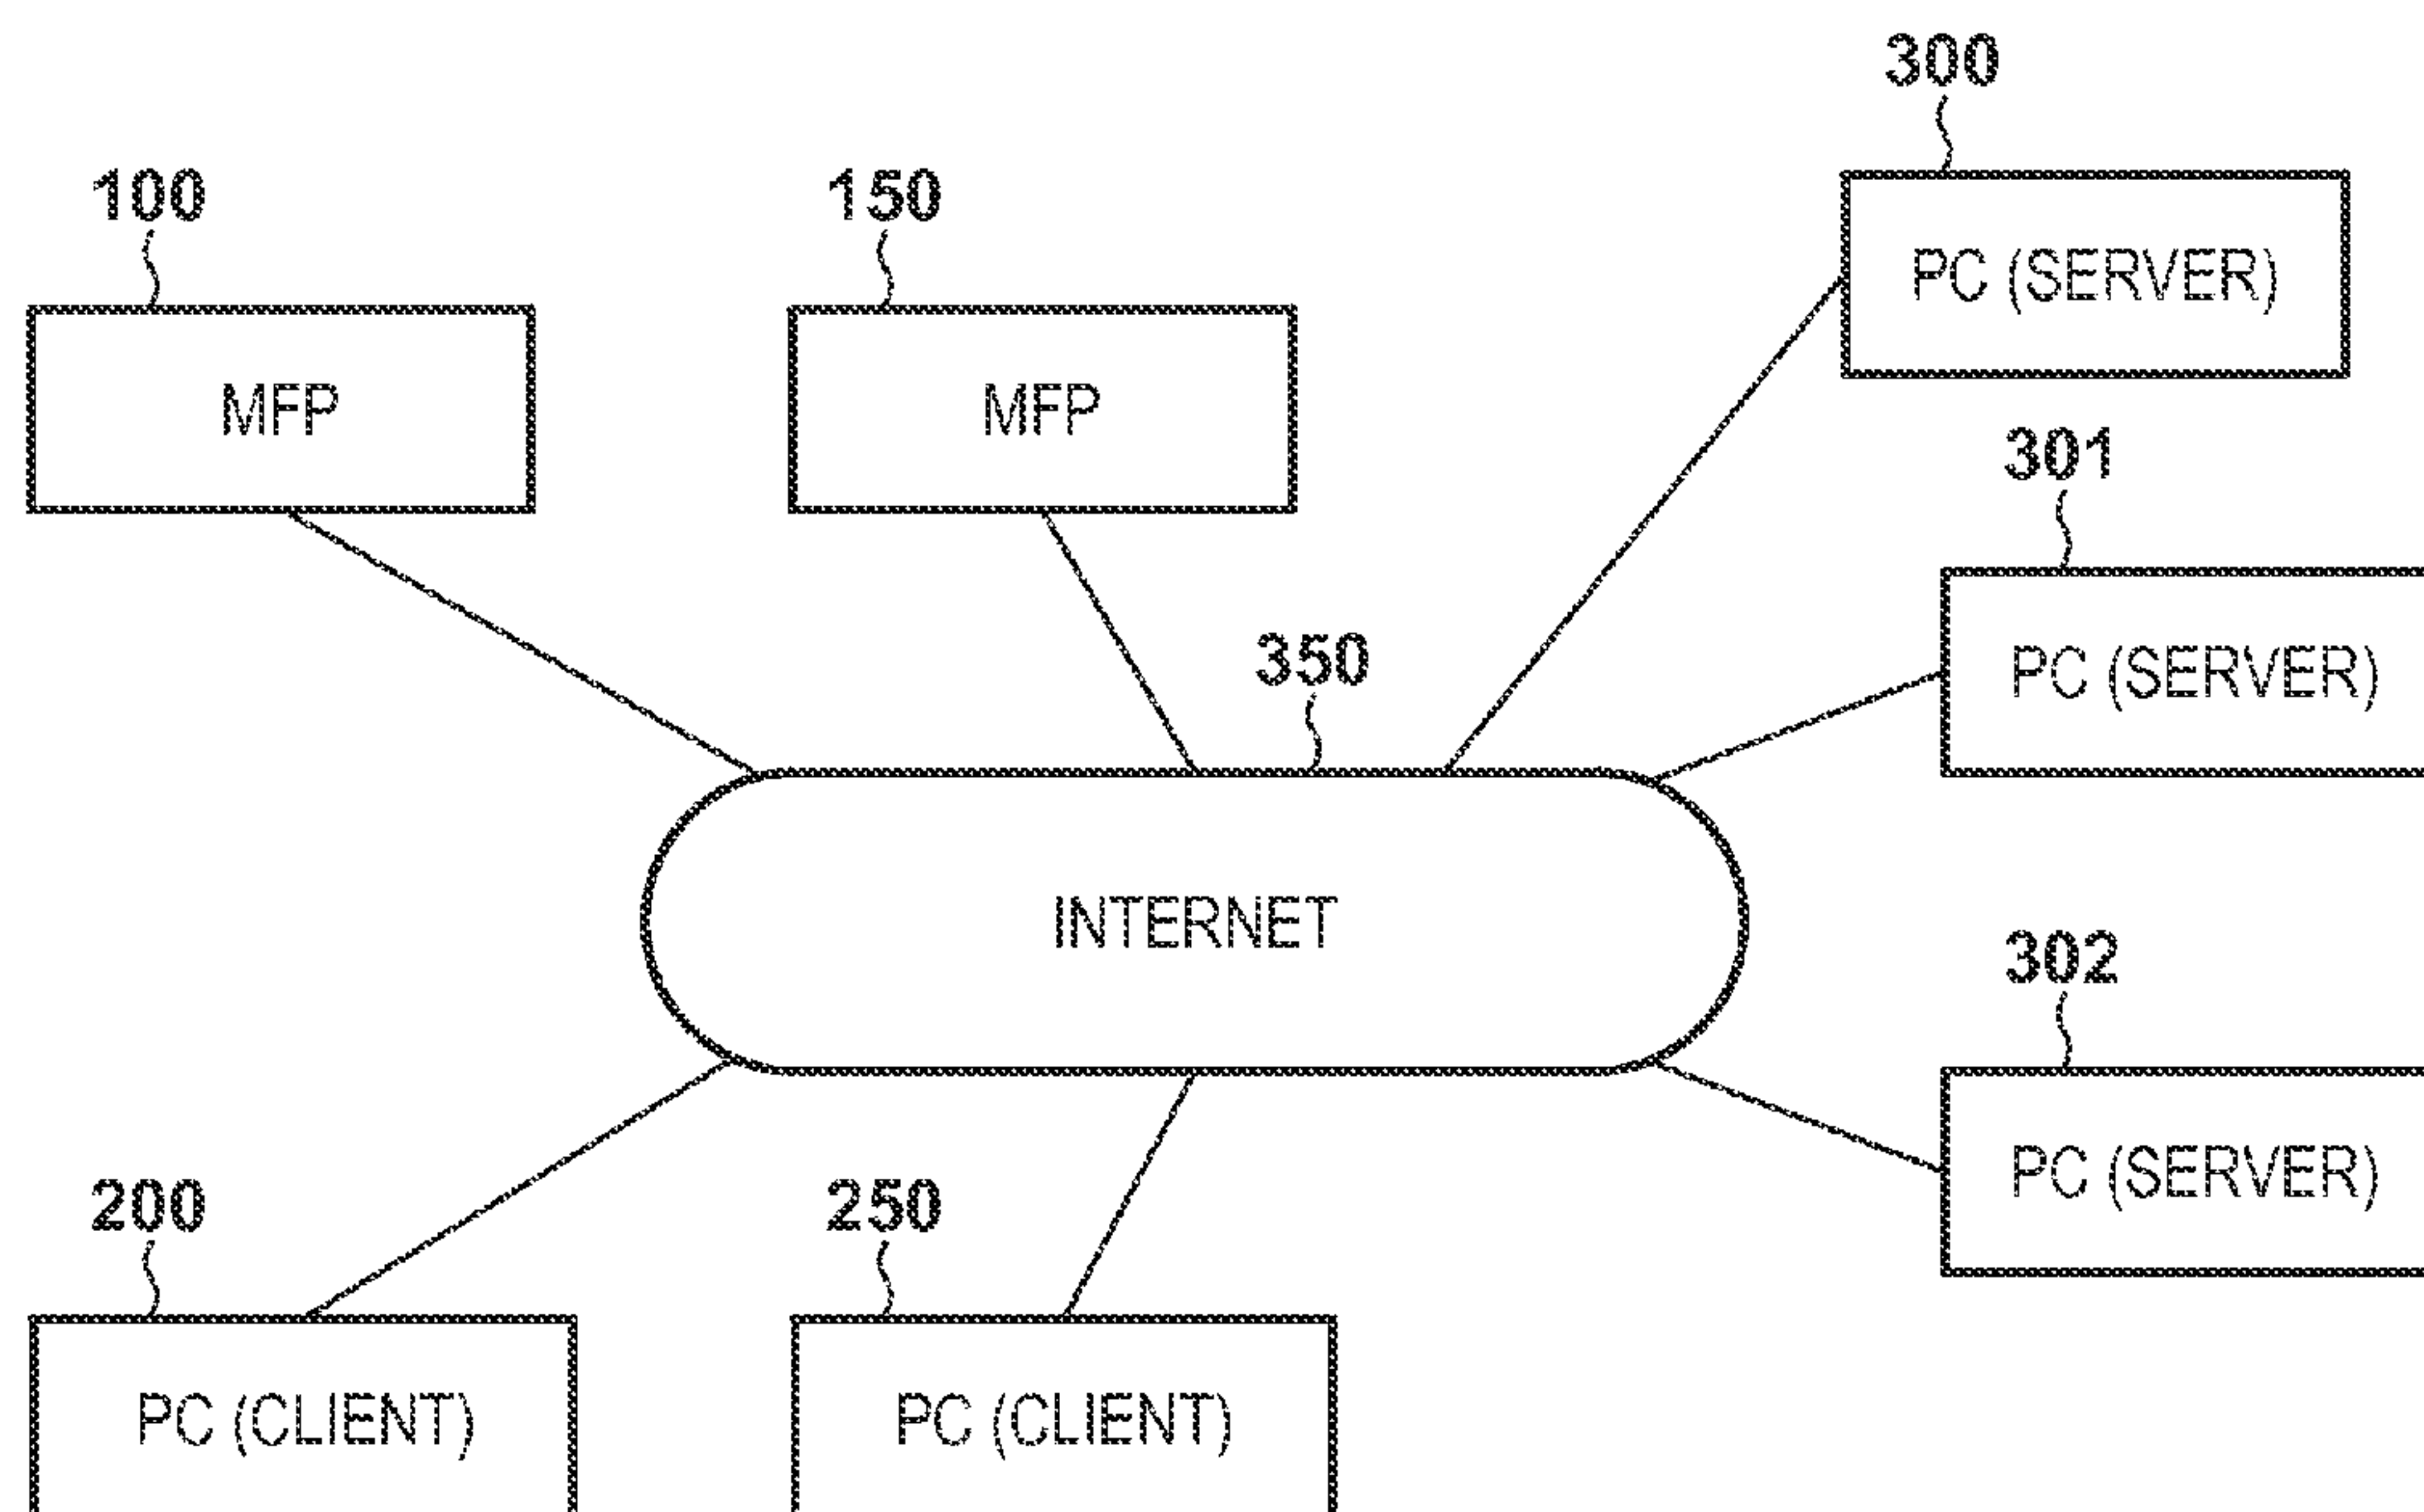 300
100
150
PC (SERVER)
MFP
MFP
301
350
PC (SERVER)
INTERNET
302
PC (SERVER)
200
250
PC (CLIENT)
PC (CLIENT)